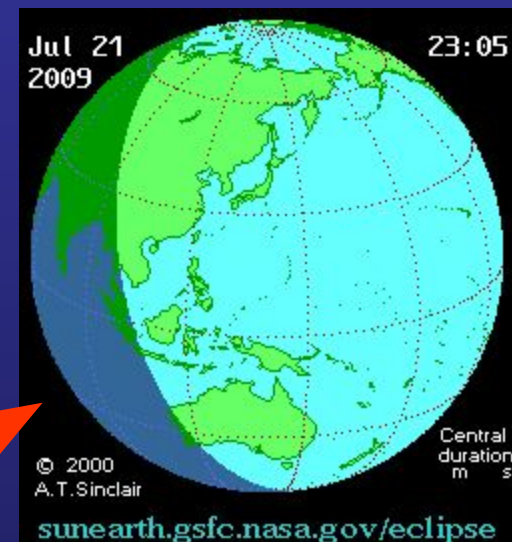 Jul 21
2009
23:05
© 2000
A.T.Sinclair
Central
duration
m s
sunearth.gsfc.nasa.gov/eclipse